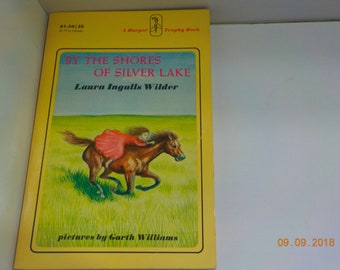 A Harper Trophy Book
BY THE SHORES
OF SILVER LAKE
Laura Ingalls Wilder
pictures by Garth Williams
09.09.2018